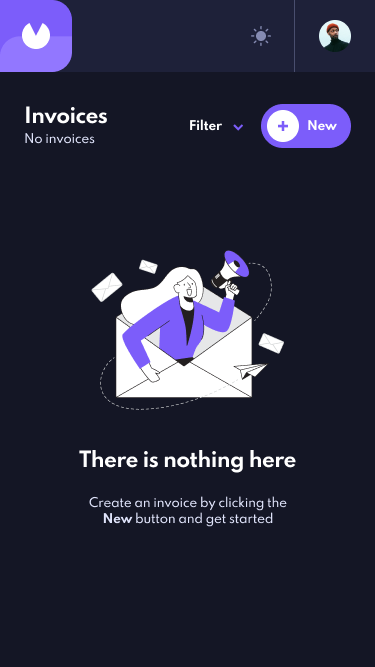 Invoices
No invoices
Filter
New
There is nothing here
Create an invoice by clicking the
New button and get started